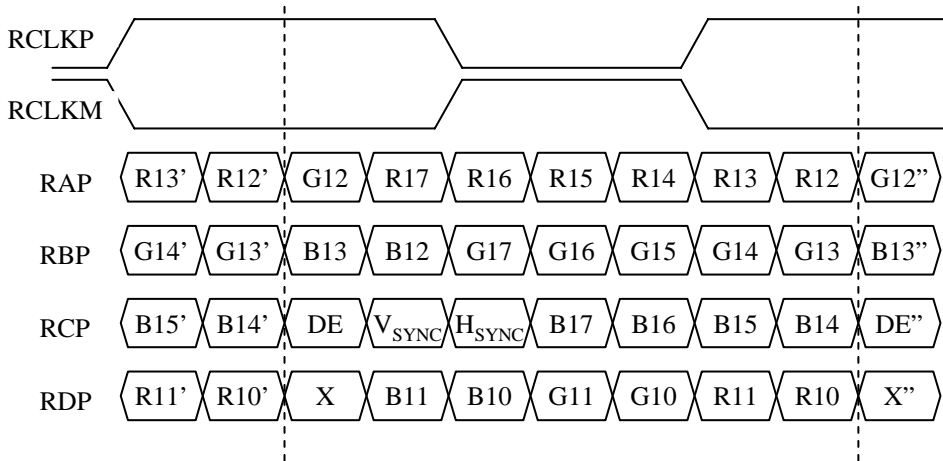 RCLKP
RCLKM
RAP R13’ R12’ G12 R17 R16 R15 R14 R13 R12 G12”
RBP G14’ G13’ B13 B12 G17 G16 G15 G14 G13 B13”
RCP B15’ B14’ DE VSYNC HSYNC B17 B16 B15 B14 DE”
RDP R11’ R10’ X B11 B10 G11 G10 R11 R10 X”